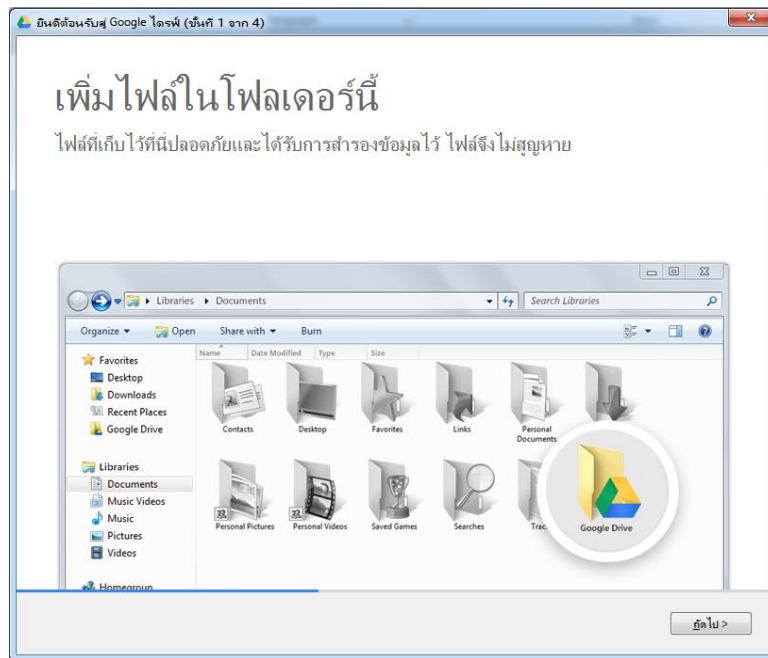 ยินดีต้อนรับสู่ Google ไดรฟ์ (ขั้นที่ 1 จาก 4)
เพิ่มไฟล์ในโฟลเดอร์นี้
ไฟล์ที่เก็บไว้ที่นี่ปลอดภัยและได้รับการสำรองข้อมูลไว้ ไฟล์จึงไม่สูญหาย
Libraries Documents Search Libraries
Organize Open Share with Burn
Name Date Modified Type Size
Favorites
Desktop
Downloads
Recent Places
Google Drive
Libraries
Documents
Music Videos
Music
Pictures
Videos
Homegroup
Contacts Desktop Favorites Links Personal Documents
Personal Pictures Personal Videos Saved Games Searches Google Drive
ถัดไป >